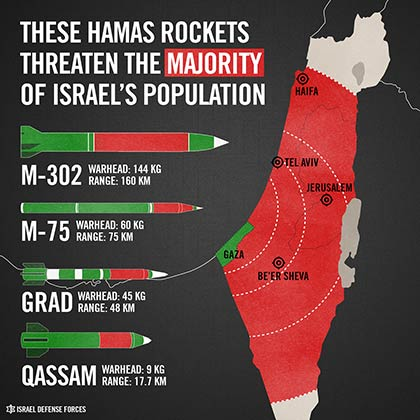 THESE HAMAS ROCKETS
THREATEN THE MAJORITY
OF ISRAEL'S POPULATION
HAIFA
TEL AVIV
JERUSALEM
GAZA
BE'ER SHEVA
M-302 WARHEAD: 144 KG
RANGE: 160 KM
M-75 WARHEAD: 60 KG
RANGE: 75 KM
GRAD WARHEAD: 45 KG
RANGE: 48 KM
QASSAM WARHEAD: 9 KG
RANGE: 17.7 KM
ISRAEL DEFENSE FORCES